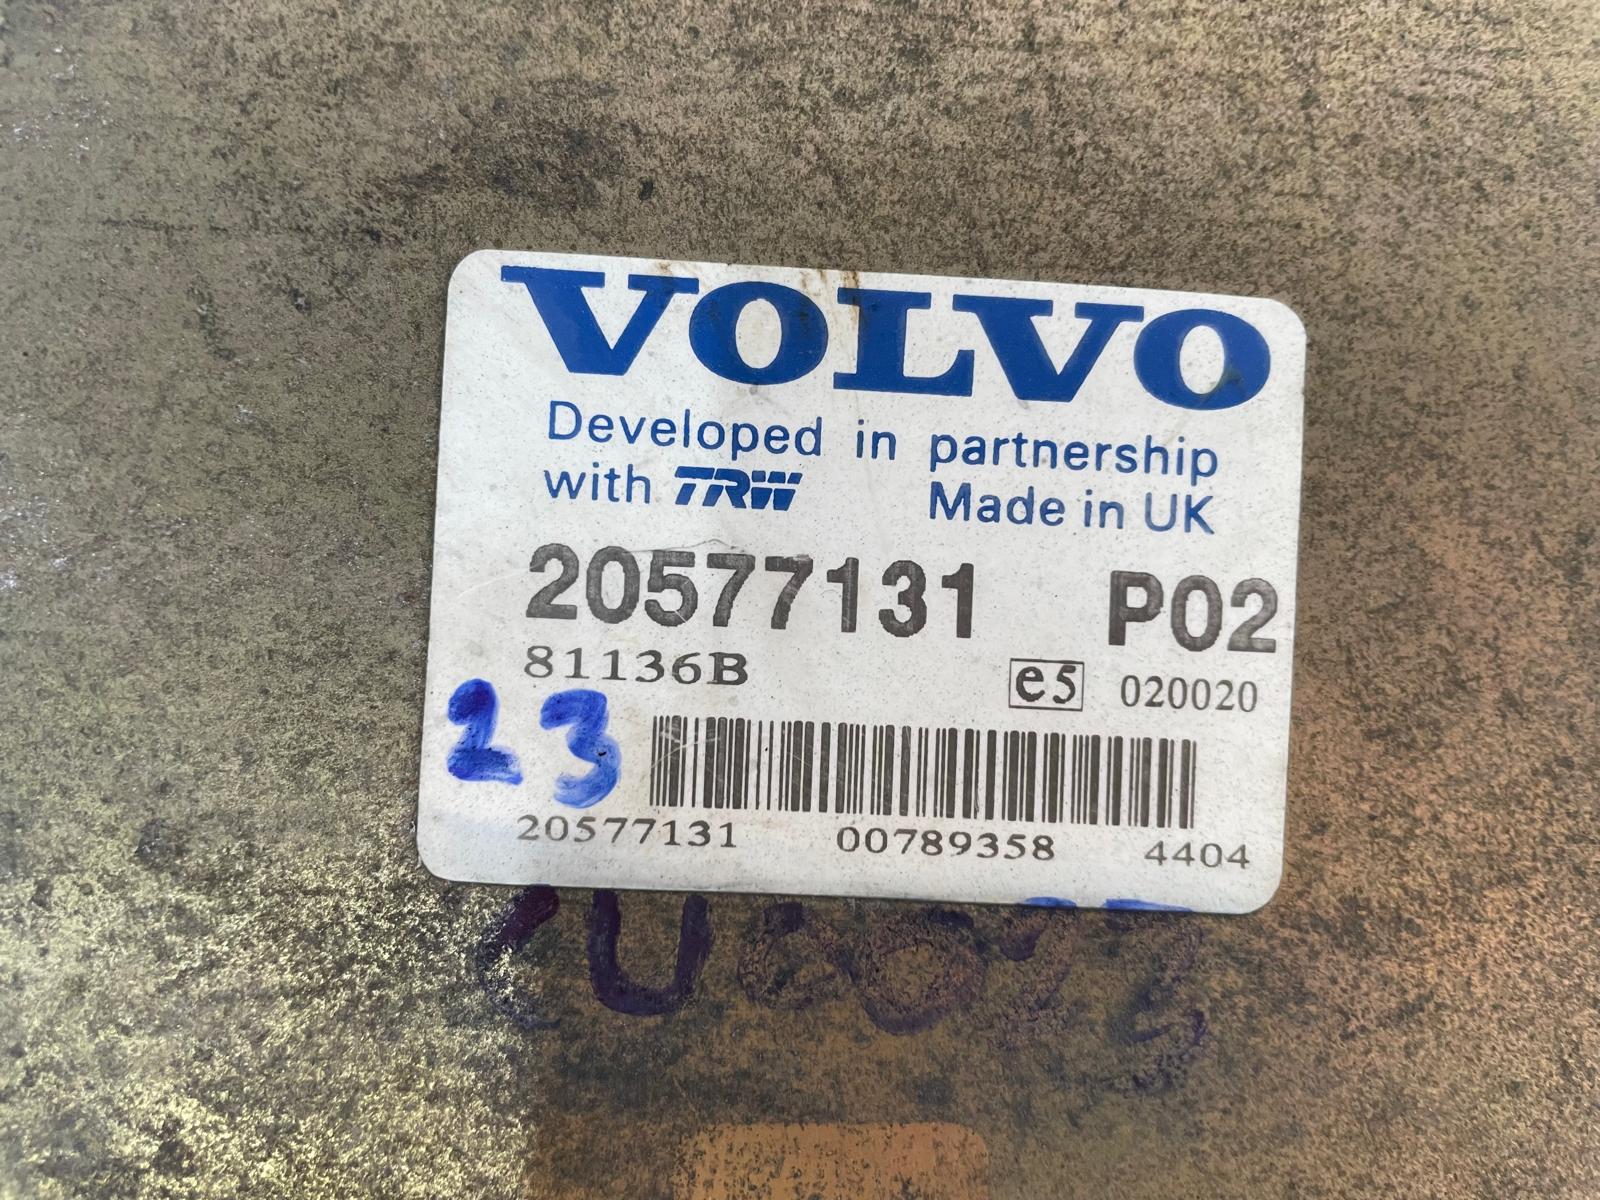 VOLVO
Developed in partnership
with TRW Made in UK
20577131 P02
81136B e5 020020
23
20577131 00789358 4404